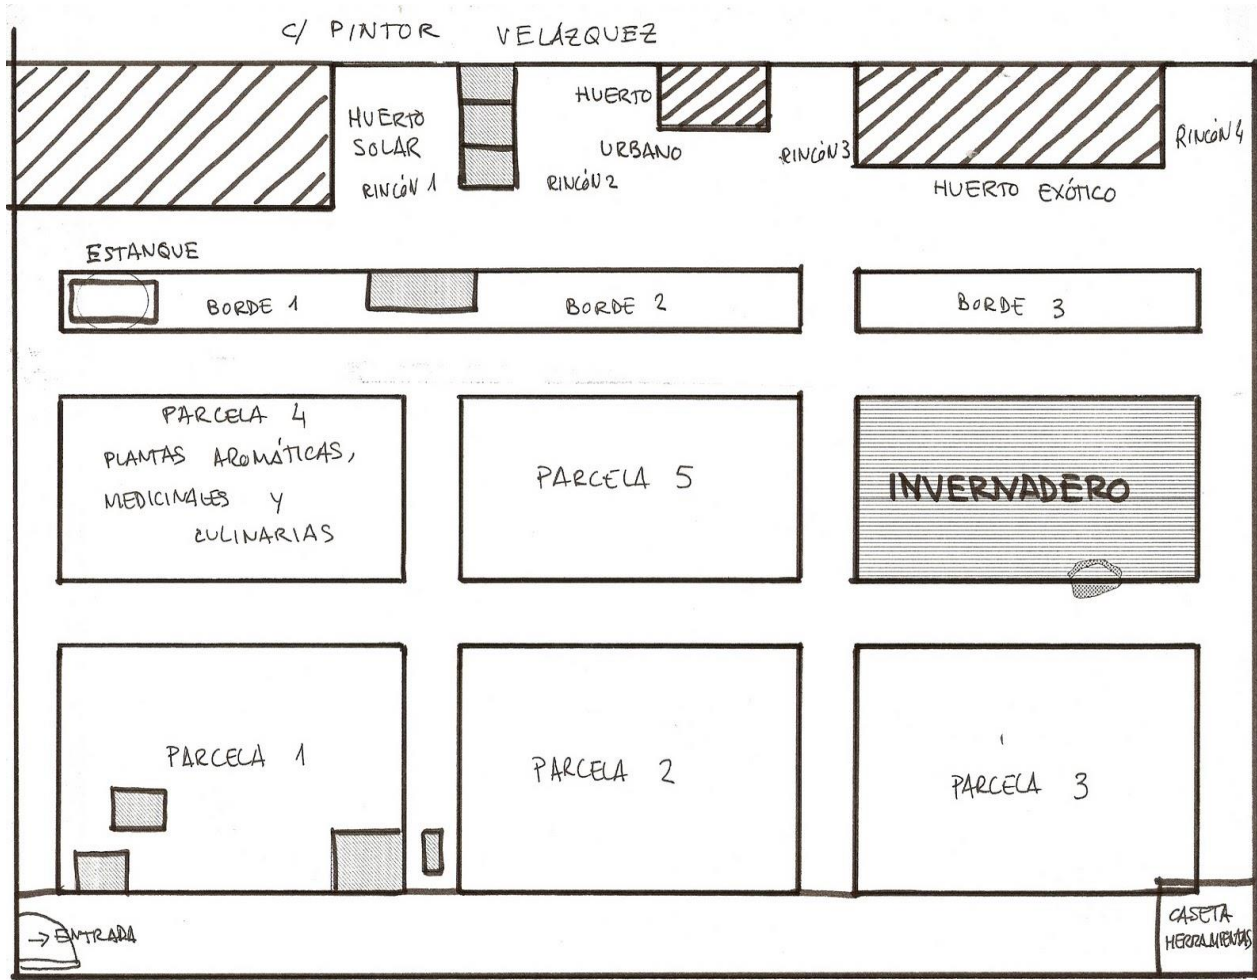 C/ PINTOR VELÁZQUEZ
HUERTO
SOLAR
RINCÓN 1
RINCÓN 2
HUERTO
URBANO
RINCÓN 3
HUERTO EXÓTICO
RINCÓN 4
ESTANQUE
BORDE 1
BORDE 2
BORDE 3
PARCELA 4
PLANTAS AROMÁTICAS,
MEDICINALES Y
CULINARIAS
PARCELA 5
INVERNADERO
PARCELA 1
PARCELA 2
PARCELA 3
→ ENTRADA
CASETA
HERRAMIENTAS